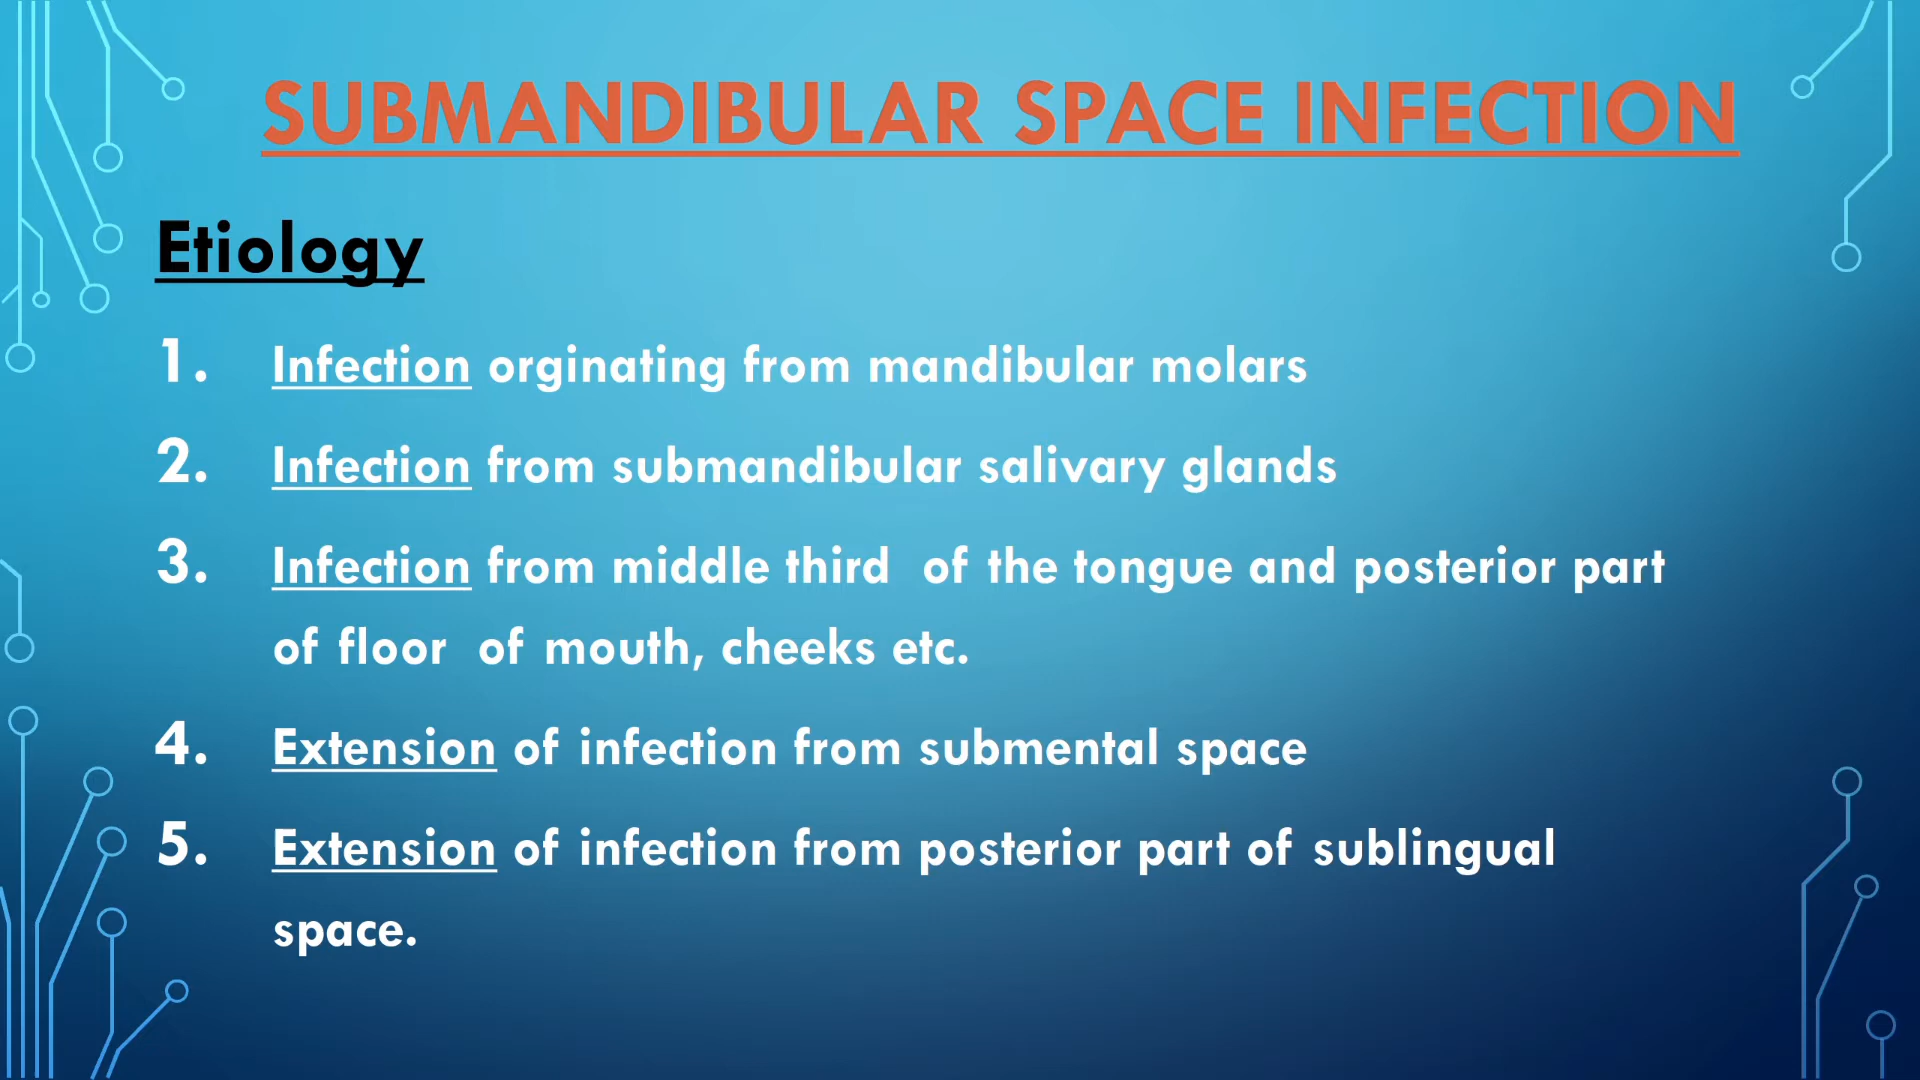 SUBMANDIBULAR SPACE INFECTION
Etiology
1. Infection orginating from mandibular molars
2. Infection from submandibular salivary glands
3. Infection from middle third of the tongue and posterior part
of floor of mouth, cheeks etc.
4. Extension of infection from submental space
5. Extension of infection from posterior part of sublingual
space.